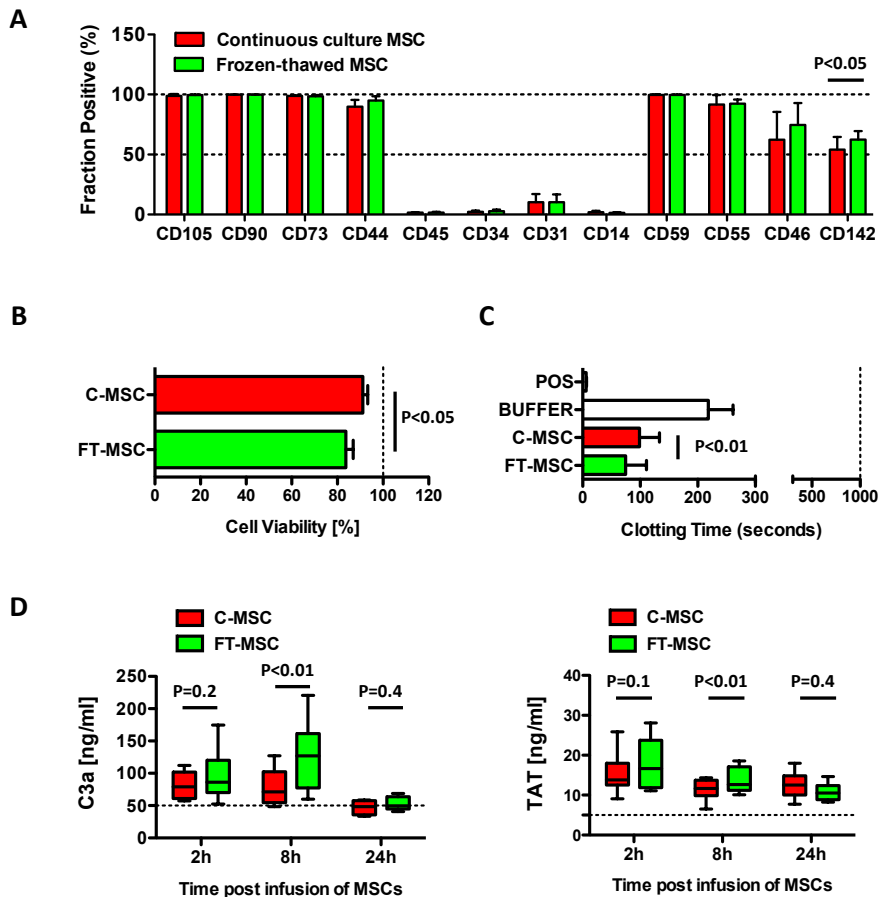 A
Fraction Positive (%)
Continuous culture MSC
Frozen-thawed MSC
P<0.05
100
50
0
CD105 CD90 CD73 CD44 CD45 CD34 CD31 CD14 CD59 CD55 CD46 CD142
B
C-MSC
FT-MSC
P<0.05
0 20 40 60 80 100 120
Cell Viability [%]
C
POS
BUFFER
C-MSC
FT-MSC
P<0.01
0 100 200 300 500 1000
Clotting Time (seconds)
D
C-MSC
FT-MSC
C3a [ng/ml]
250
200
150
100
50
0
P=0.2
P<0.01
P=0.4
2h 8h 24h
Time post infusion of MSCs
C-MSC
FT-MSC
TAT [ng/ml]
40
30
20
10
0
P=0.1
P<0.01
P=0.4
2h 8h 24h
Time post infusion of MSCs